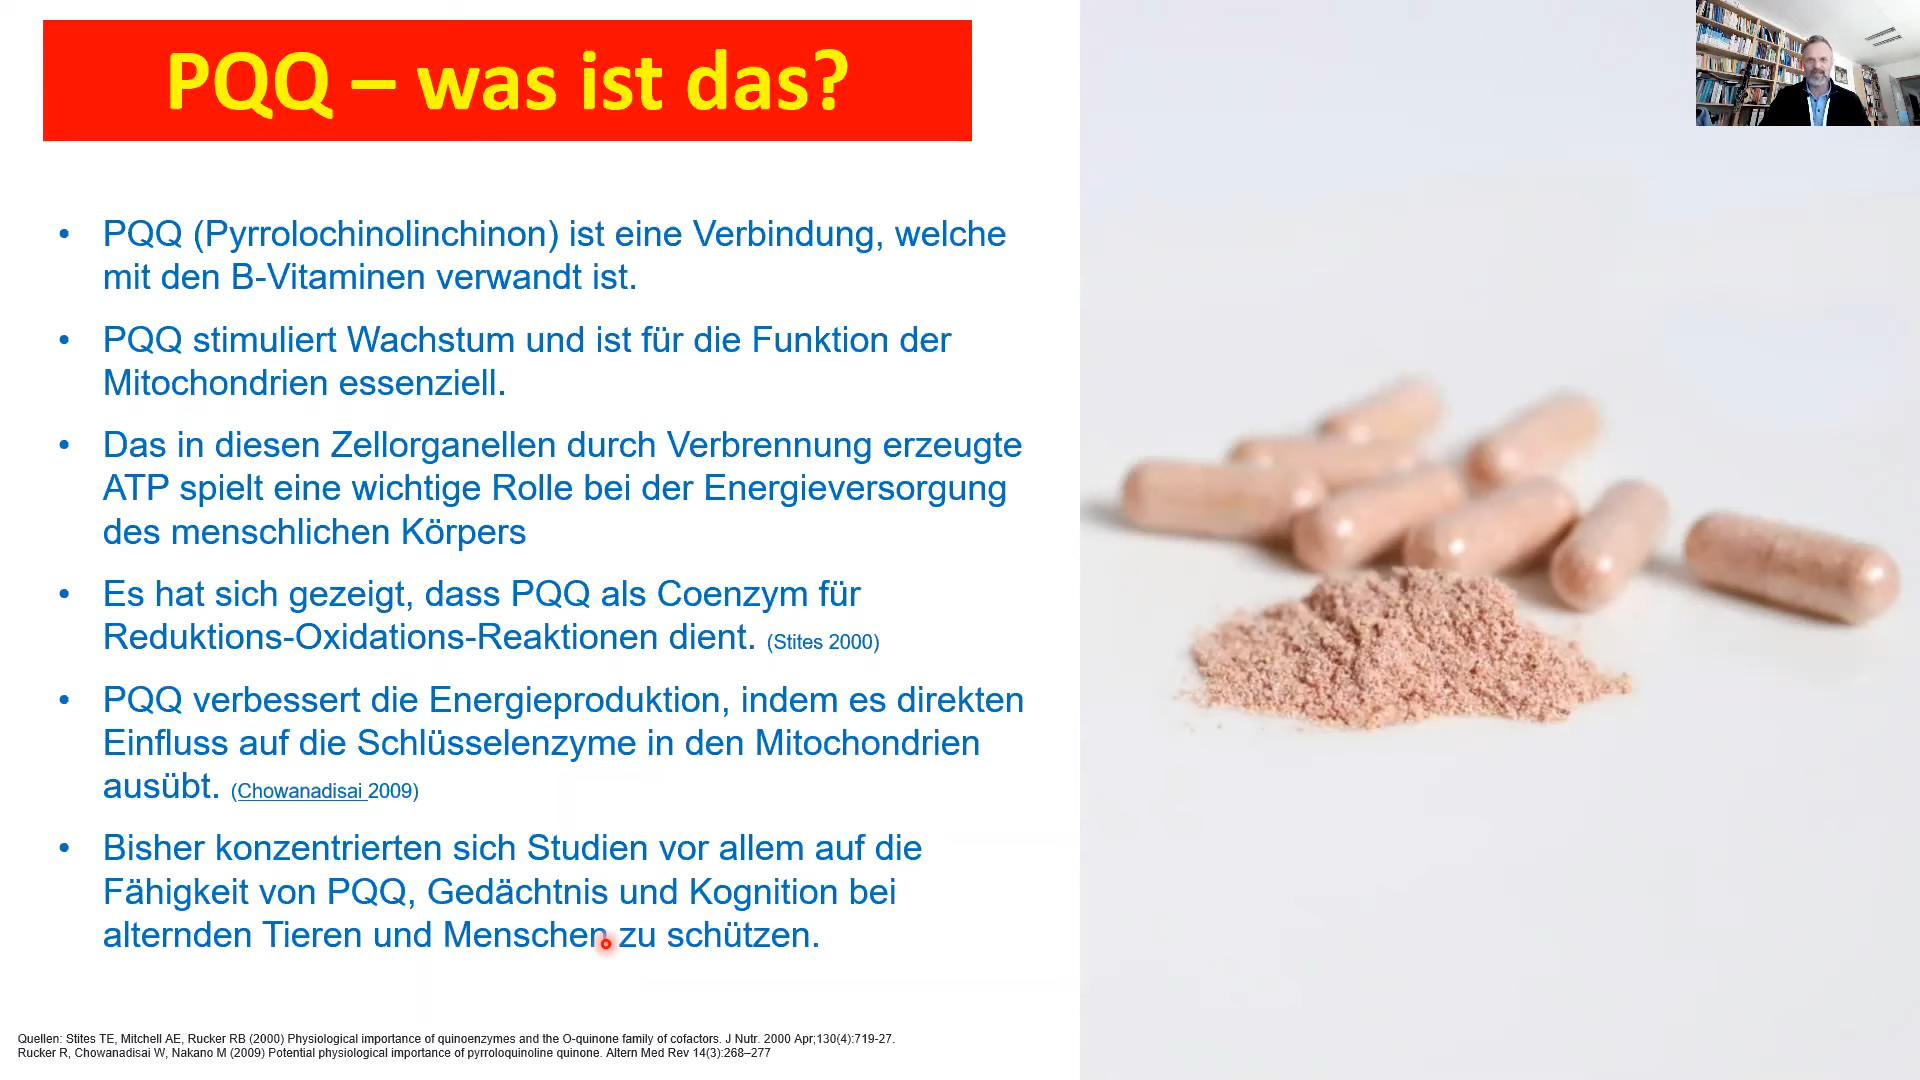 PQQ – was ist das?
• PQQ (Pyrrolochinolinchinon) ist eine Verbindung, welche
mit den B-Vitaminen verwandt ist.
• PQQ stimuliert Wachstum und ist für die Funktion der
Mitochondrien essenziell.
• Das in diesen Zellorganellen durch Verbrennung erzeugte
ATP spielt eine wichtige Rolle bei der Energieversorgung
des menschlichen Körpers
• Es hat sich gezeigt, dass PQQ als Coenzym für
Reduktions-Oxidations-Reaktionen dient. (Stites 2000)
• PQQ verbessert die Energieproduktion, indem es direkten
Einfluss auf die Schlüsselenzyme in den Mitochondrien
ausübt. (Chowanadisai 2009)
• Bisher konzentrierten sich Studien vor allem auf die
Fähigkeit von PQQ, Gedächtnis und Kognition bei
alternden Tieren und Menschen zu schützen.
Quellen: Stites TE, Mitchell AE, Rucker RB (2000) Physiological importance of quinoenzymes and the O-quinone family of cofactors. J Nutr. 2000 Apr;130(4):719-27.
Rucker R, Chowanadisai W, Nakano M (2009) Potential physiological importance of pyrroloquinoline quinone. Altern Med Rev 14(3):268–277